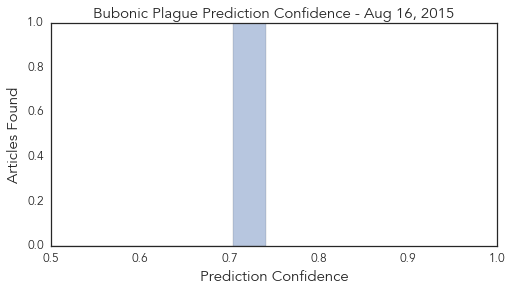 Bubonic Plague Prediction Confidence - Aug 16, 2015
1.0
0.8
0.6
0.4
0.2
0.0
Articles Found
0.5 0.6 0.7 0.8 0.9 1.0
Prediction Confidence